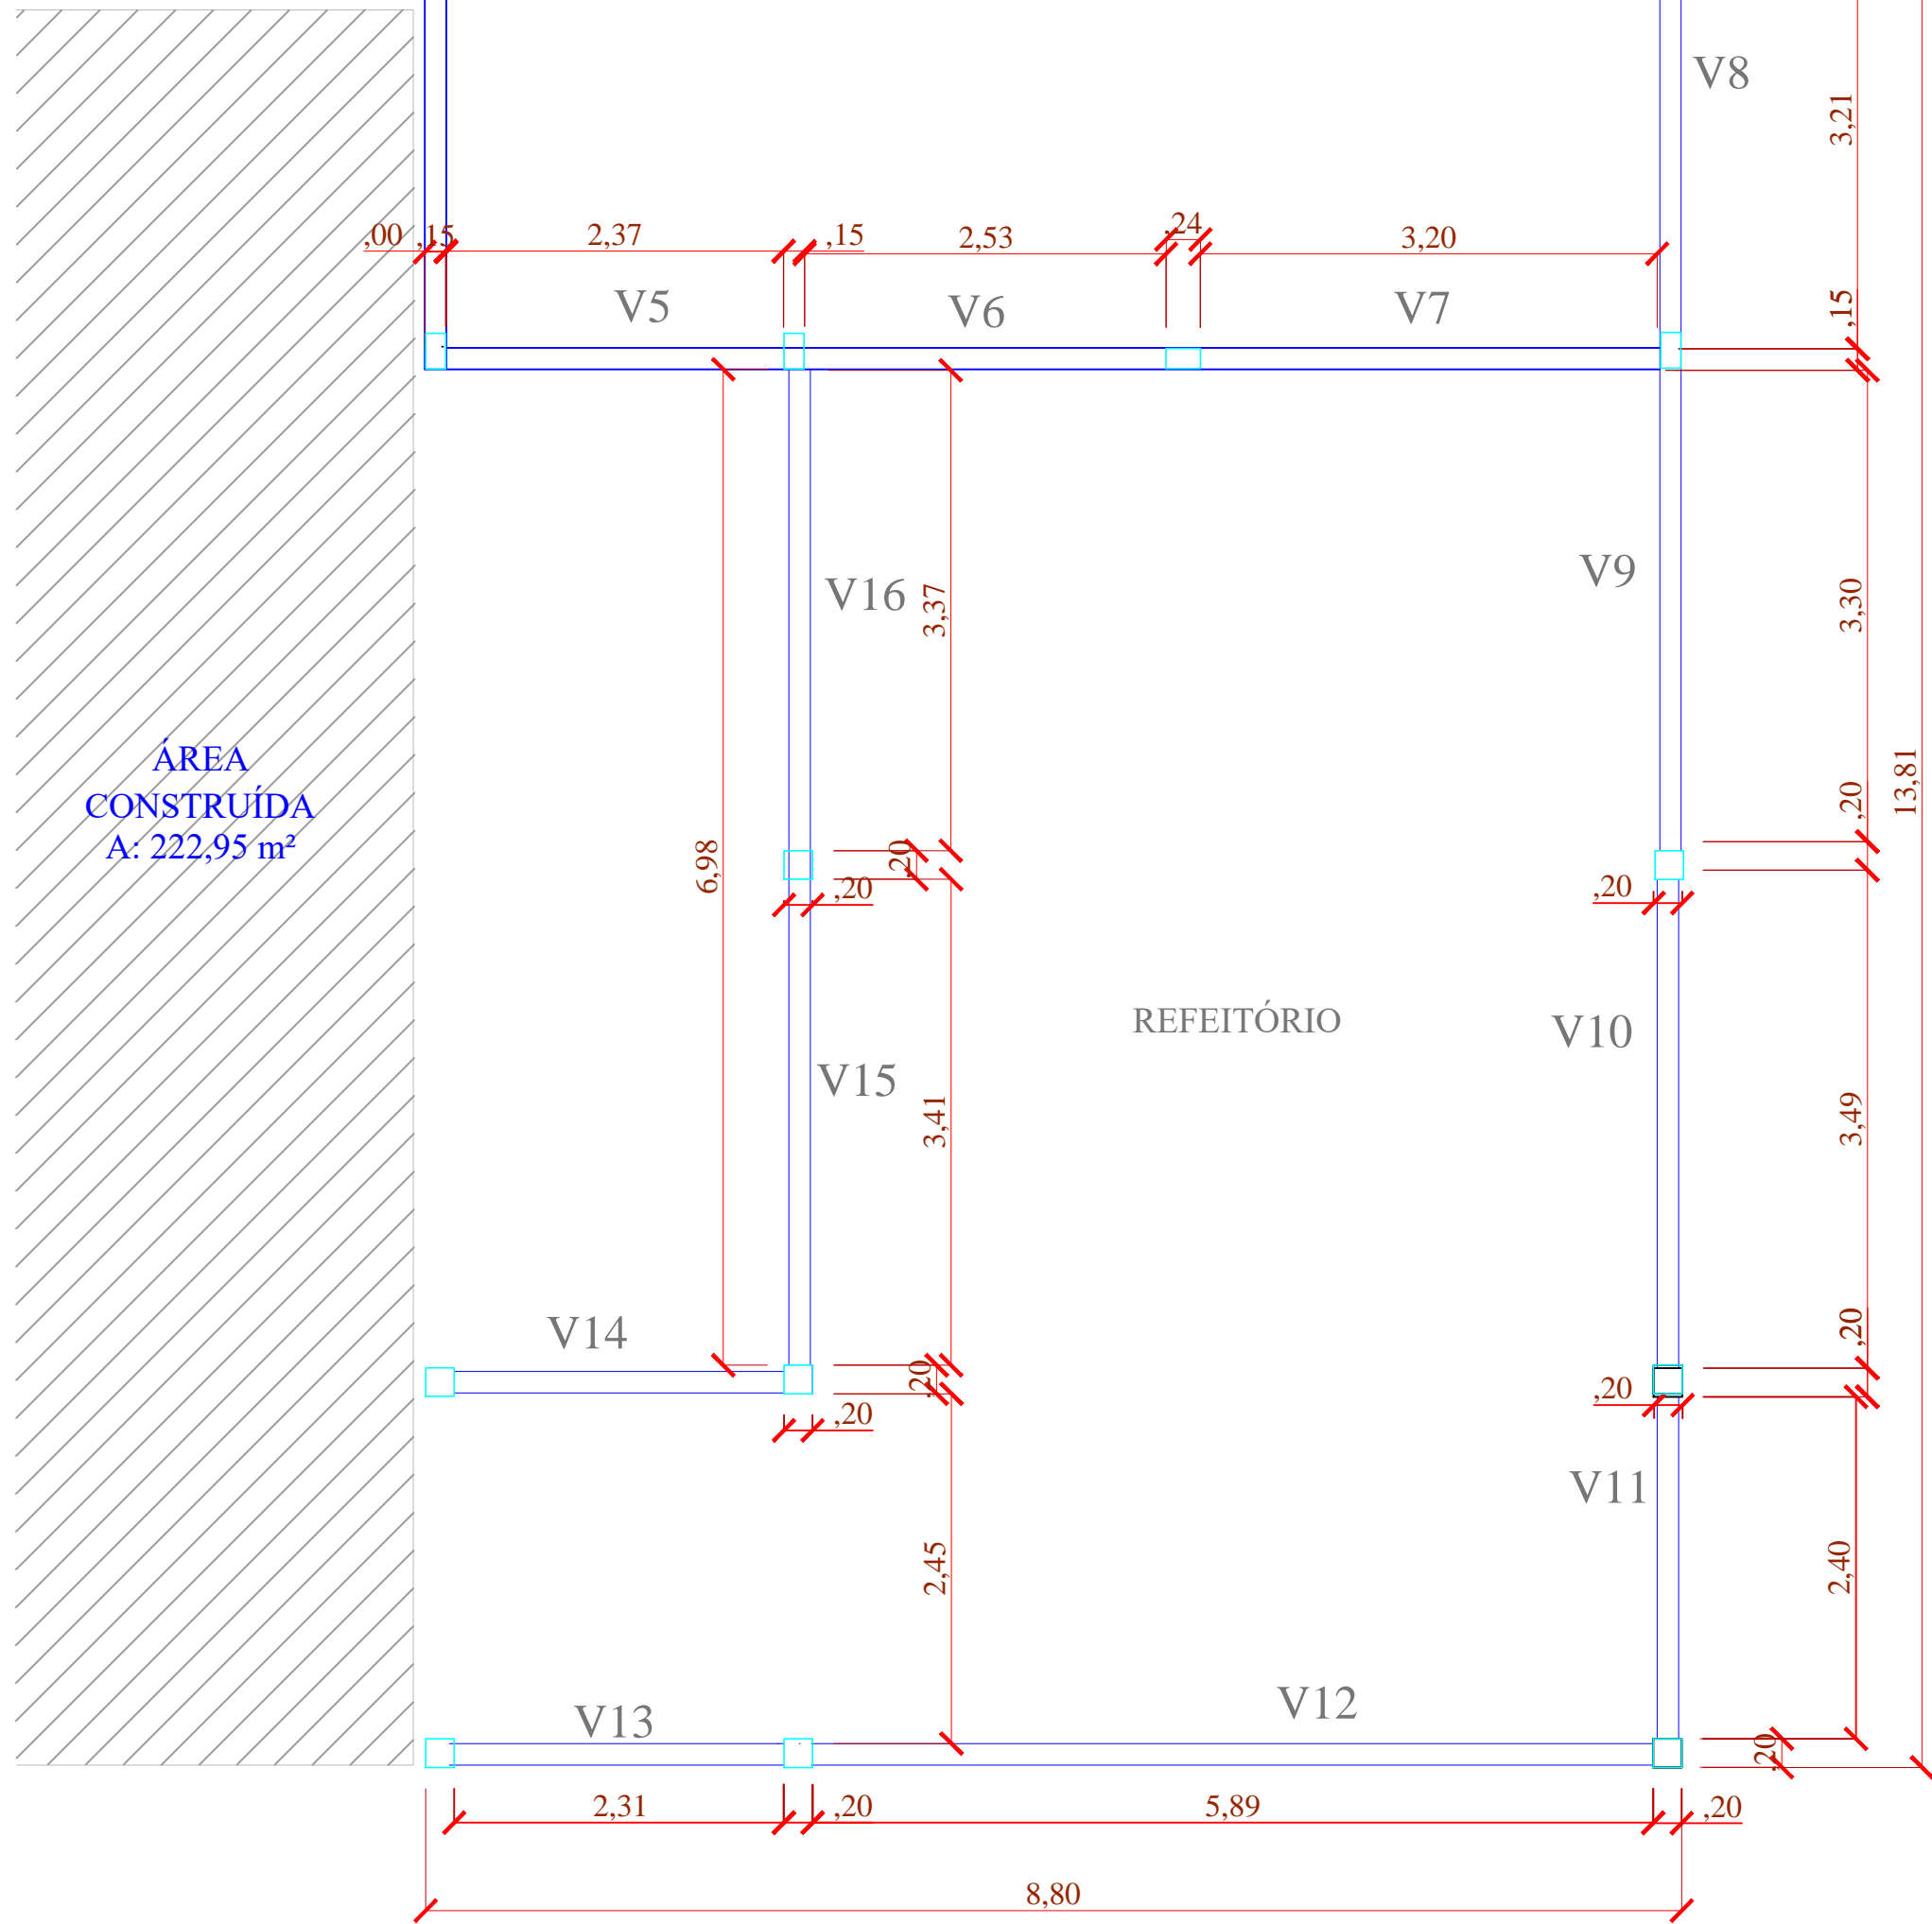 V8
3,21
,00
,15
2,37
,15
2,53
,24
3,20
,15
V5
V6
V7
V16
V9
3,37
3,30
ÁREA
CONSTRUÍDA
A: 222,95 m²
6,98
,20
,20
,20
,20
13,81
REFEITÓRIO
V10
V15
3,41
3,49
V14
,20
,20
,20
,20
V11
2,45
2,40
V13
V12
,20
2,31
,20
5,89
,20
8,80